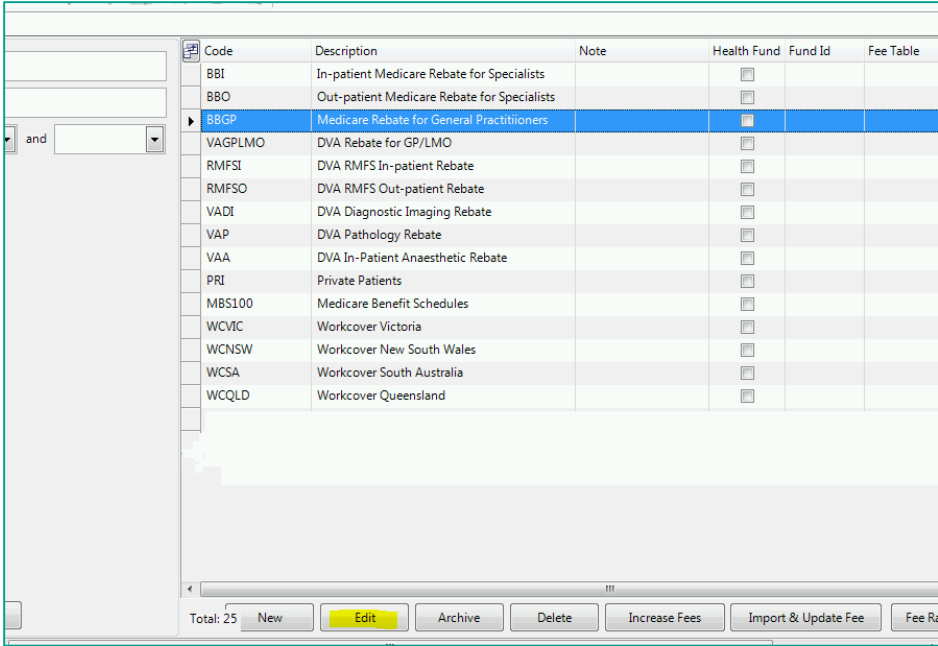 Code Description Note Health Fund Fund Id Fee Table
BBI In-patient Medicare Rebate for Specialists
BBO Out-patient Medicare Rebate for Specialists
BBGP Medicare Rebate for General Practitiioners
and VAGPLMO DVA Rebate for GP/LMO
RMFSI DVA RMFS In-patient Rebate
RMFSO DVA RMFS Out-patient Rebate
VADI DVA Diagnostic Imaging Rebate
VAP DVA Pathology Rebate
VAA DVA In-Patient Anaesthetic Rebate
PRI Private Patients
MBS100 Medicare Benefit Schedules
WCVIC Workcover Victoria
WCNSW Workcover New South Wales
WCSA Workcover South Australia
WCQLD Workcover Queensland
Total: 25 New Edit Archive Delete Increase Fees Import & Update Fee Fee Ra